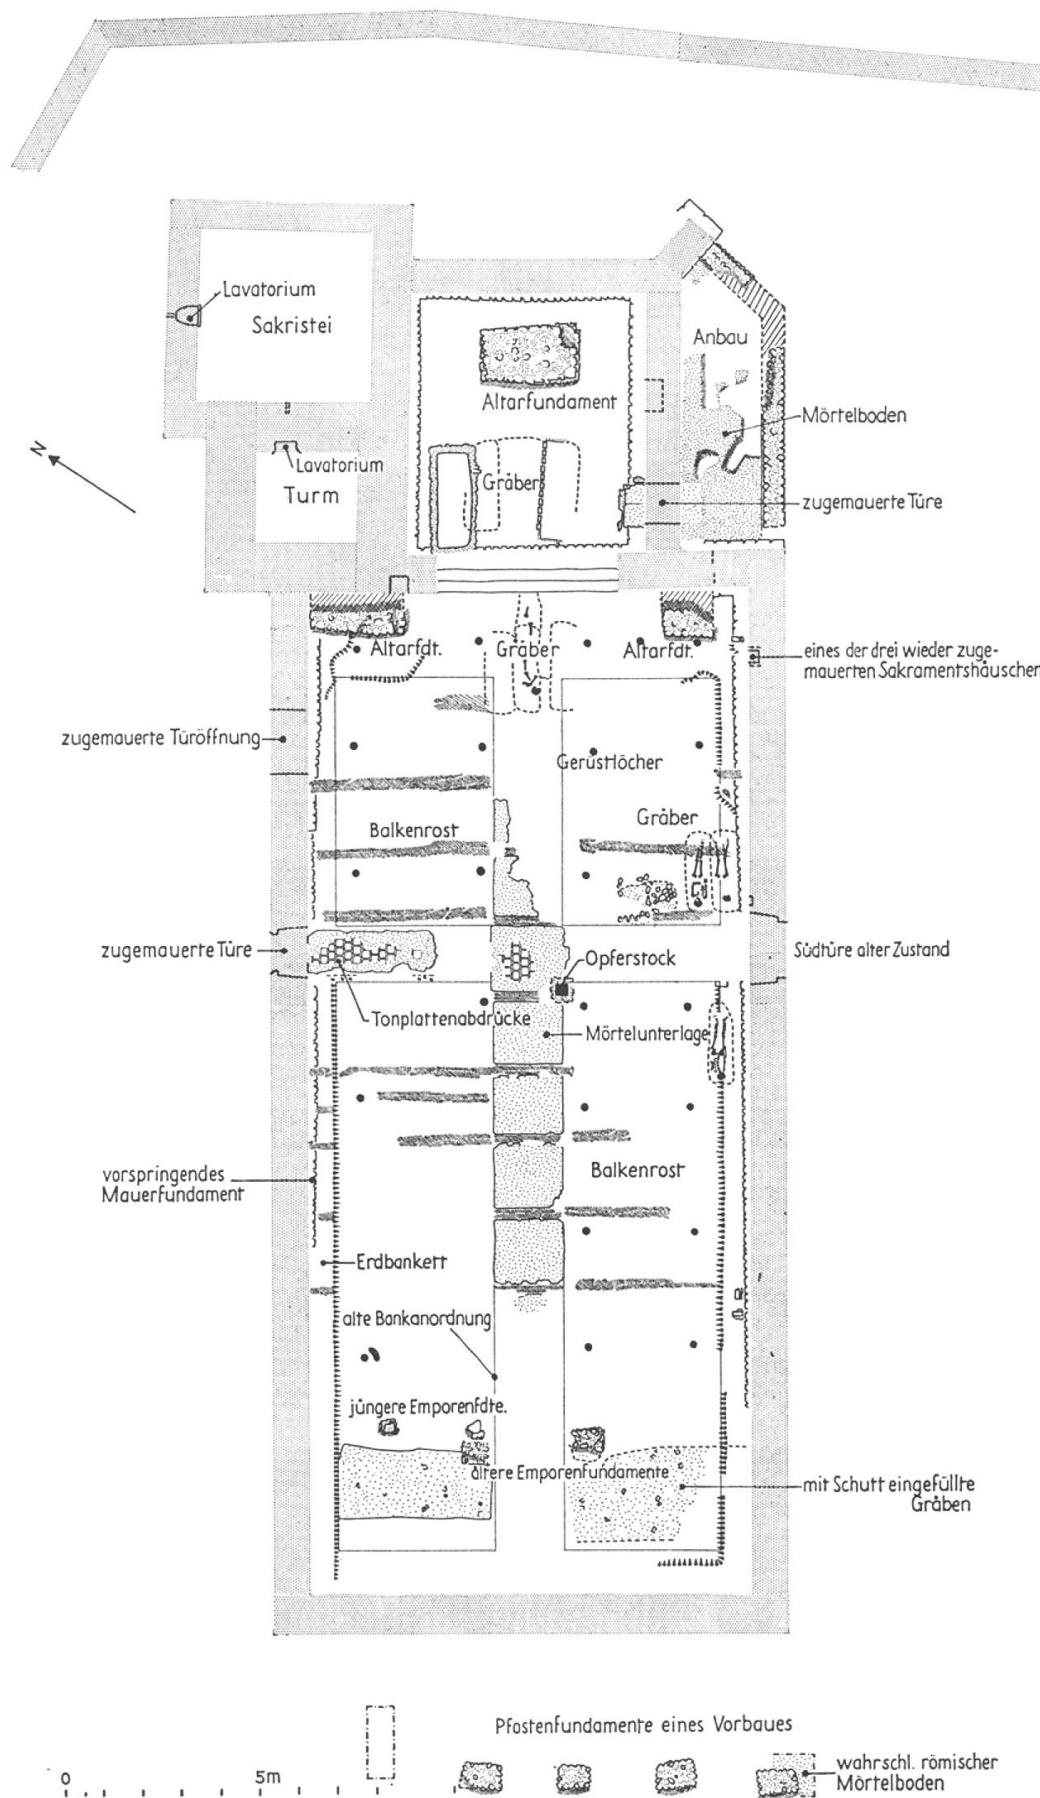 Lavatorium
Sakristei
Anbau
Altarfundament
Mörtelboden
N
Lavatorium
Turm
Gräber
zugemauerte Türe
Altarfdt.
Gräber
Altarfdt.
eines der drei wieder zuge-
mauerten Sakramentshäuschen
zugemauerte Türöffnung
Gerüstlöcher
Balkenrost
Gräber
zugemauerte Türe
Opferstock
Südtüre alter Zustand
Tonplattenabdrücke
Mörtelunterlage
vorspringendes
Mauerfundament
Balkenrost
Erdbankett
alte Bankanordnung
jüngere Emporenfdte.
ältere Emporenfundamente
mit Schutt eingefüllte
Gräben
Pfostenfundamente eines Vorbaues
wahrschl. römischer
Mörtelboden
0 5m